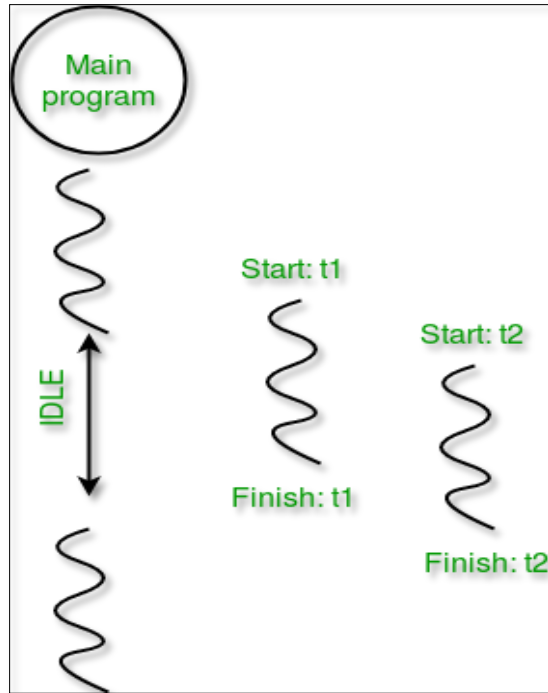 Main
program
Start: t1
Start: t2
IDLE
Finish: t1
Finish: t2